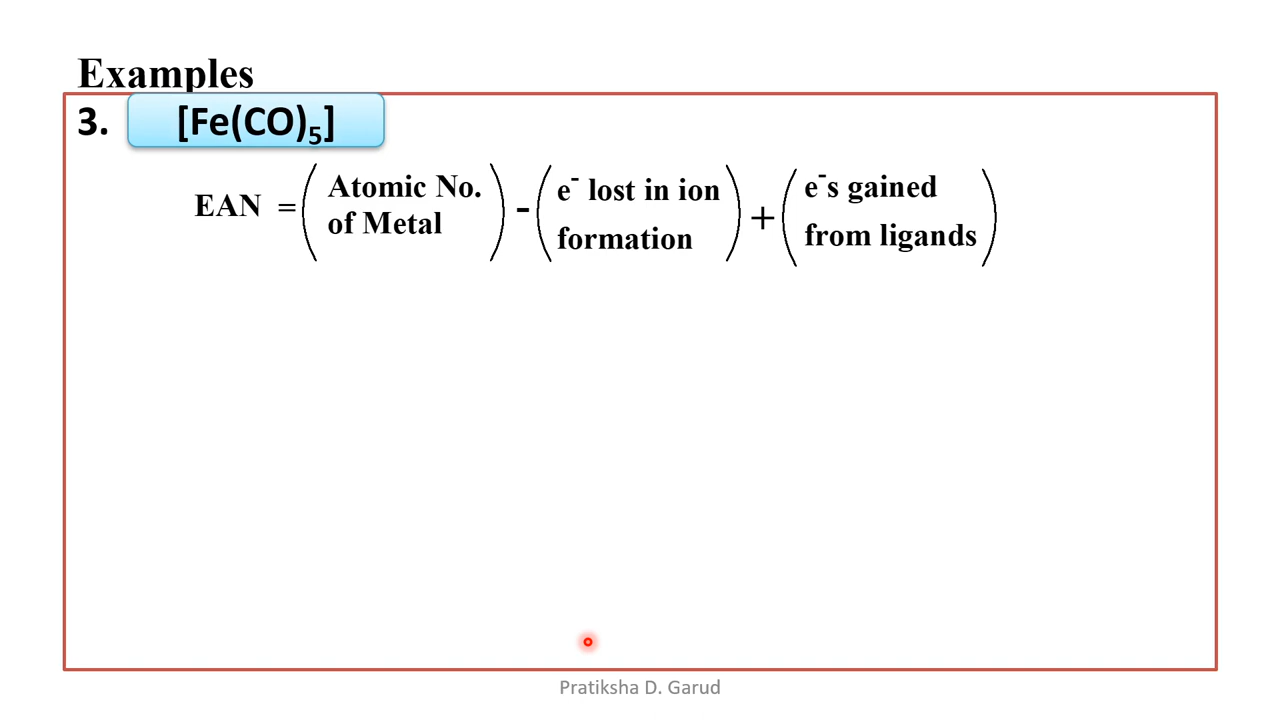 Examples
3. [Fe(CO)₅]
EAN = (Atomic No. of Metal) - (e⁻ lost in ion formation) + (e⁻s gained from ligands)
Pratiksha D. Garud